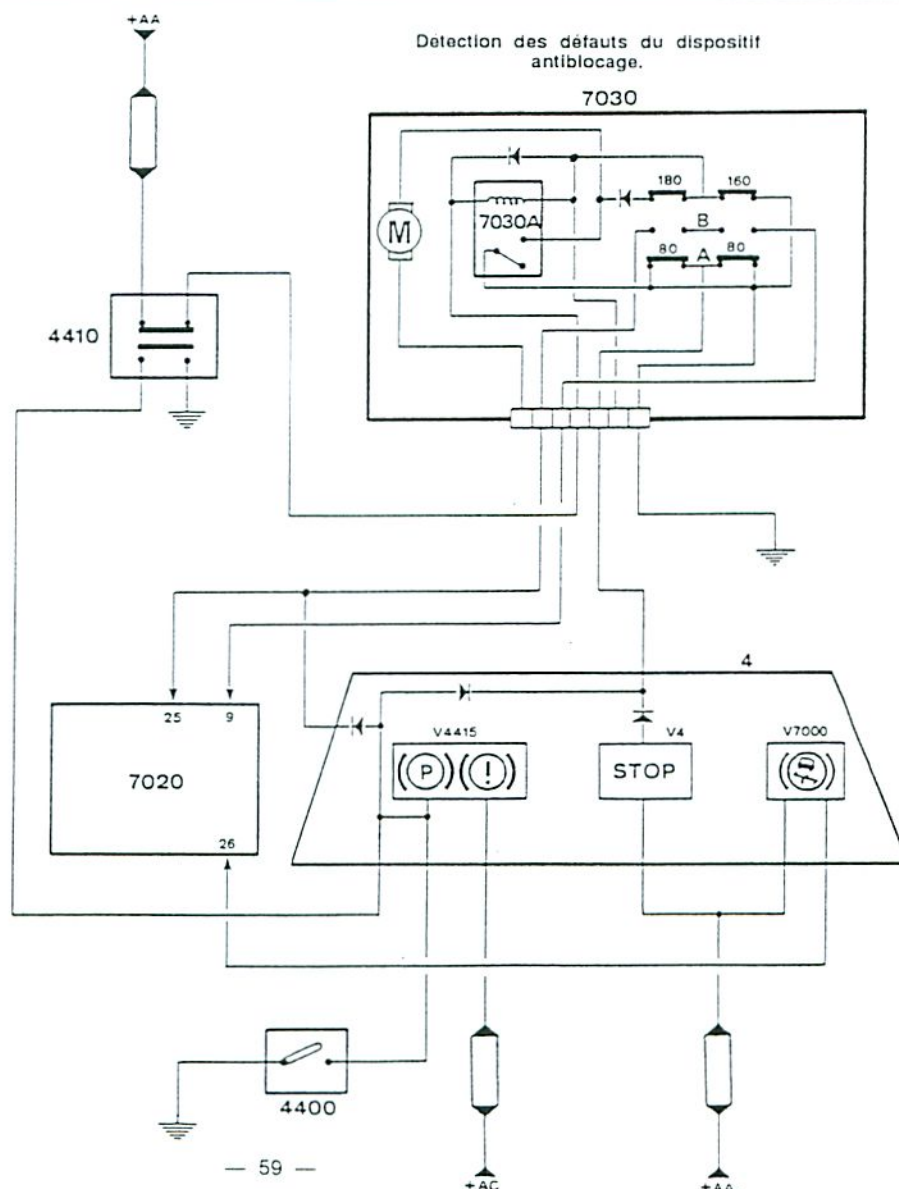 +AA
Détection des défauts du dispositif
antiblocage.
7030
180 160
7030A
M
B
80 A 80
4410
4
25 9
V4415 V4 V7000
7020
P ! STOP
26
4400
— 59 —
+AC
+AA